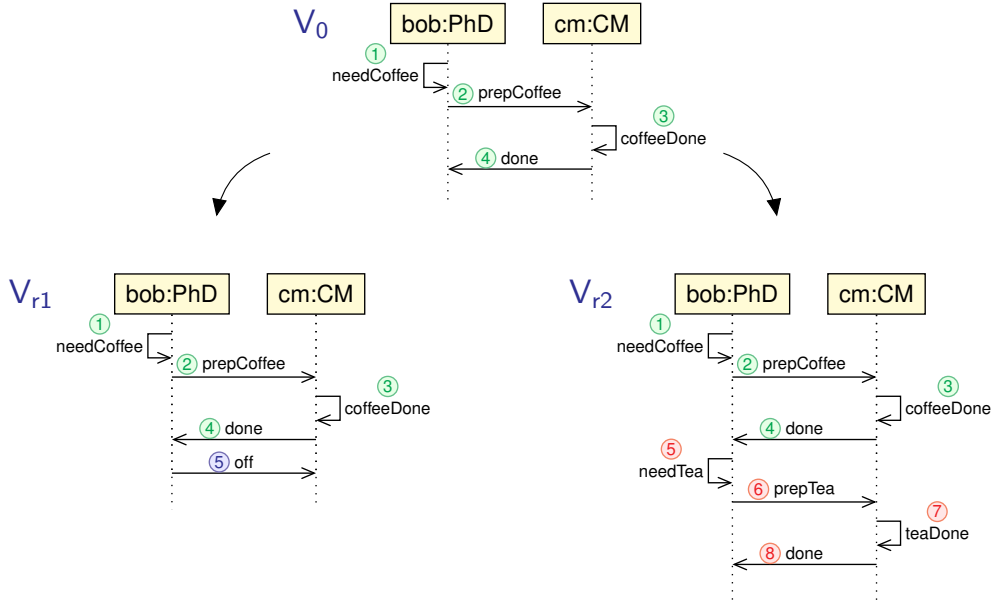 V0
bob:PhD cm:CM
1
needCoffee
2 prepCoffee
3
coffeeDone
4 done
Vr1
bob:PhD cm:CM
1
needCoffee
2 prepCoffee
3
coffeeDone
4 done
5 off
Vr2
bob:PhD cm:CM
1
needCoffee
2 prepCoffee
3
coffeeDone
4 done
5
needTea
6 prepTea
7
teaDone
8 done